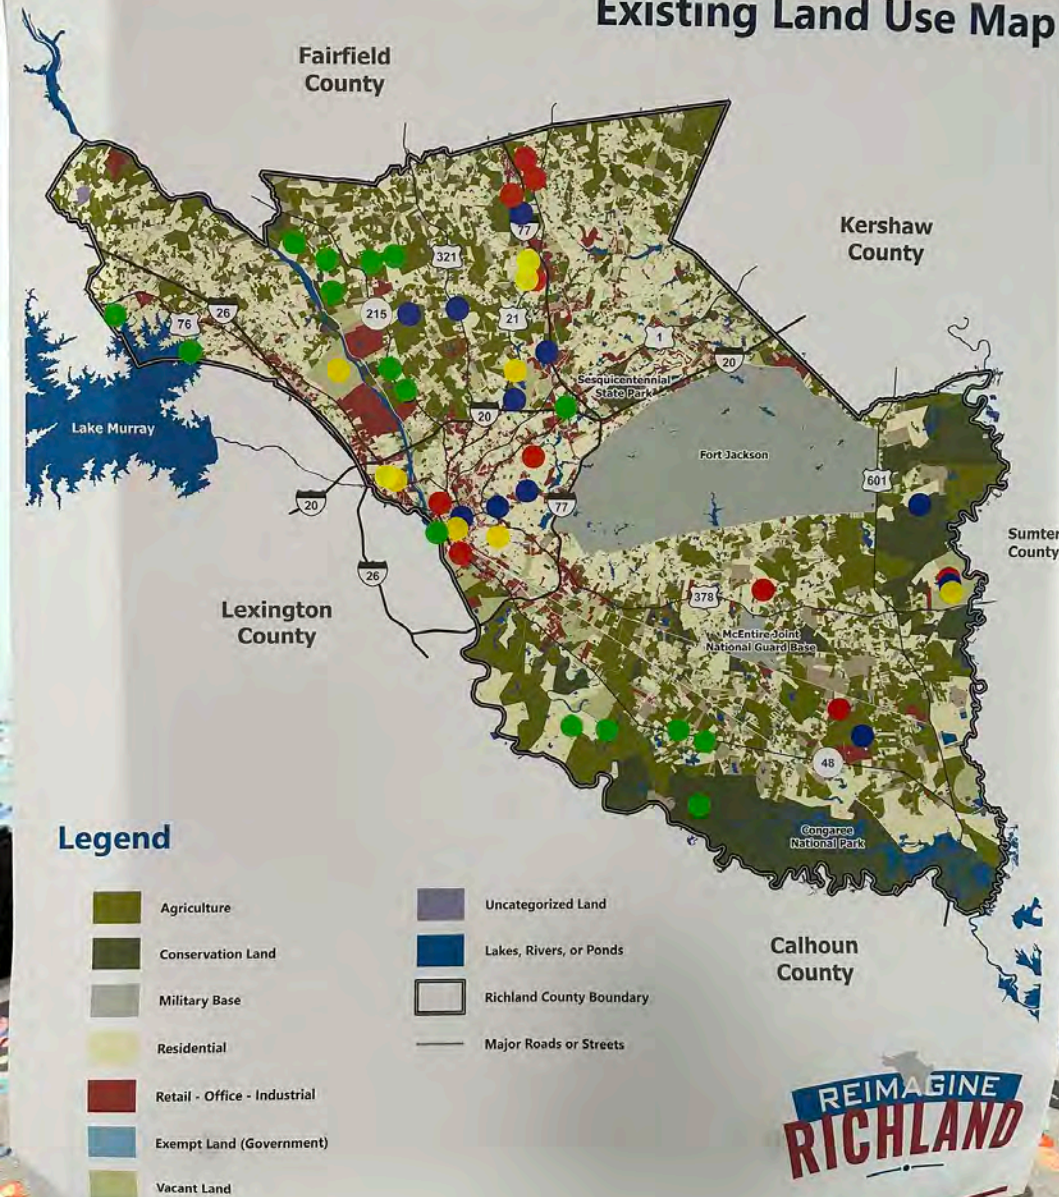 Existing Land Use Map
Fairfield
County
Kershaw
County
77
321
215
26
76
21
1
20
Sesquicentennial
State Park
20
Lake Murray
Fort Jackson
601
20
77
Sumter
County
26
Lexington
County
378
McEntire Joint
National Guard Base
48
Congaree
National Park
Calhoun
County
Legend
Agriculture
Conservation Land
Military Base
Residential
Retail - Office - Industrial
Exempt Land (Government)
Vacant Land
Uncategorized Land
Lakes, Rivers, or Ponds
Richland County Boundary
Major Roads or Streets
REIMAGINE
RICHLAND